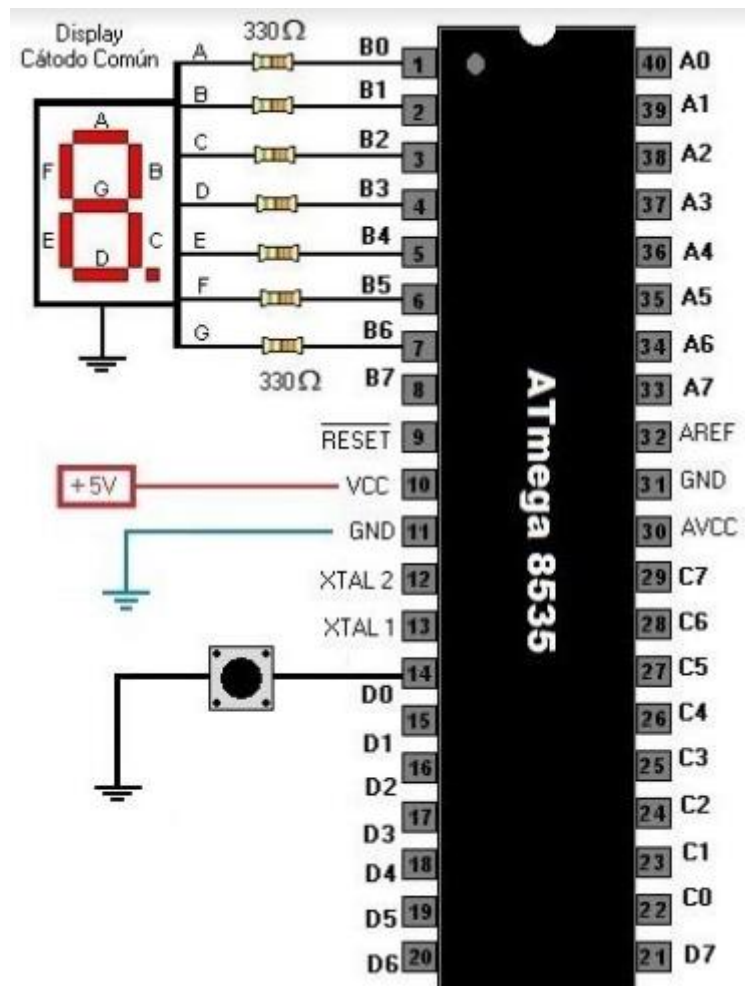 Display
Cátodo Común
330Ω
A
B
C
D
E
F
G
330Ω
A
F
B
G
E
C
D
B0
B1
B2
B3
B4
B5
B6
B7
RESET
VCC
GND
XTAL 2
XTAL 1
D0
D1
D2
D3
D4
D5
D6
+5V
1
2
3
4
5
6
7
8
9
10
11
12
13
14
15
16
17
18
19
20
ATmega 8535
40 A0
39 A1
38 A2
37 A3
36 A4
35 A5
34 A6
33 A7
32 AREF
31 GND
30 AVCC
29 C7
28 C6
27 C5
26 C4
25 C3
24 C2
23 C1
22 C0
21 D7